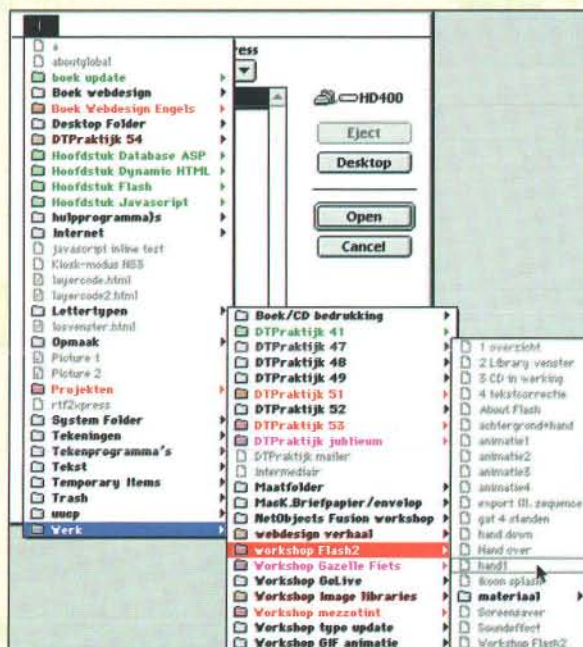 a
aboutglobal
boek update
Boek webdesign
Boek Webdesign Engels
Desktop Folder
DTPraktijk 54
Hoofdstuk Database ASP
Hoofdstuk Dynamic HTML
Hoofdstuk Flash
Hoofdstuk Javascript
hulpprogramma)s
Internet
javascript inline test
Kiosk-modus NS3
layercode.html
layercode2.html
Lettertypen
losvenster.html
Opmaak
Picture 1
Picture 2
Projekten
rtf2xpress
System Folder
Tekeningen
Tekenprogramma's
Tekst
Temporary Items
Trash
uucp
Werk
ress
HD400
Eject
Desktop
Open
Cancel
Boek/CD bedrukking
DTPraktijk 41
DTPraktijk 47
DTPraktijk 48
DTPraktijk 49
DTPraktijk 51
DTPraktijk 52
DTPraktijk 53
DTPraktijk jubileum
DTPraktijk mailer
Intermediair
Maatfolder
MacK.Briefpapier/envelop
NetObjects Fusion workshop
webdesign verhaal
workshop Flash2
Workshop Gazelle Fiets
Workshop GoLive
Workshop Image libraries
Workshop mezzotint
Workshop typo update
Workshop GIF animatie
1 overzicht
2 Library venster
3 CD in werking
4 tekstcorrectie
About Flash
achtergrond+hand
animatie1
animatie2
animatie3
animatie4
export Ill. sequence
gat 4 standen
hand down
Hand over
hand1
ikoon splash
materiaal
Screensaver
Soundeffect
Workshop Flash2